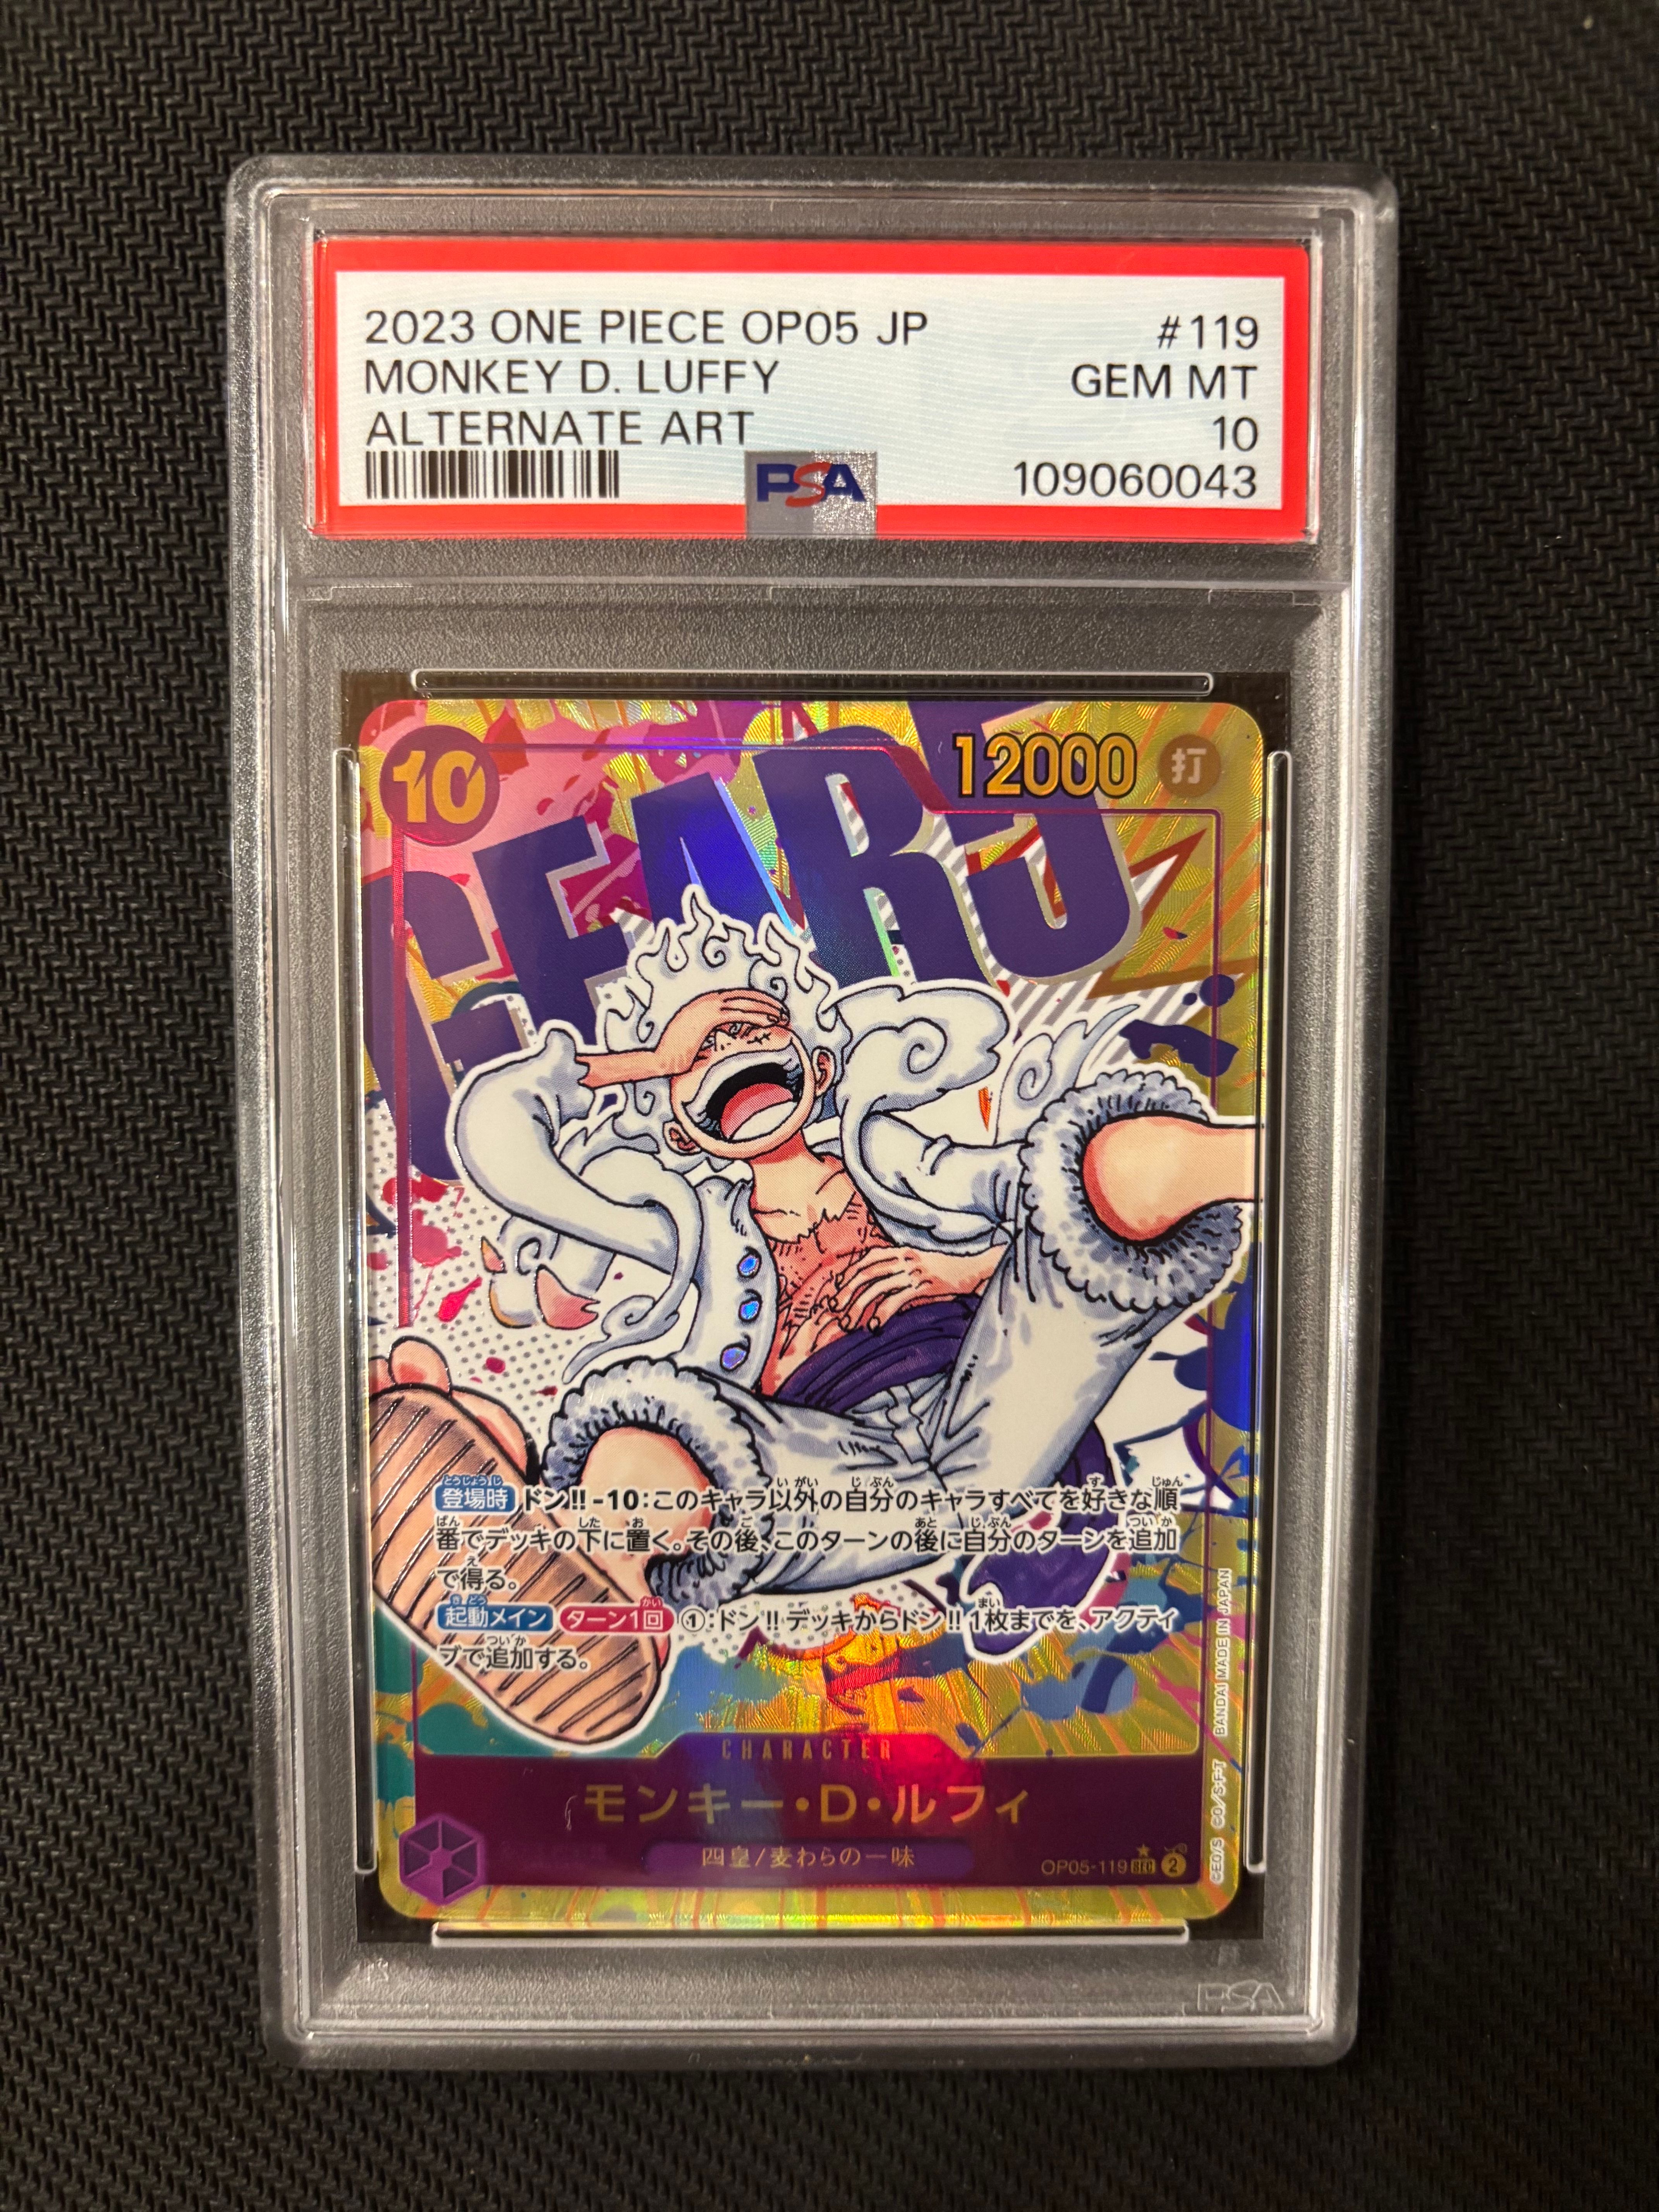 2023 ONE PIECE OP05 JP #119
MONKEY D. LUFFY GEM MT
ALTERNATE ART 10
PSA 109060043
10 12000 打
GEAR5
登場時 ドン!!-10:このキャラ以外の自分のキャラすべてを好きな順
番でデッキの下に置く。その後、このターンの後に自分のターンを追加
で得る。
起動メイン ターン1回 ①:ドン!!デッキからドン!!1枚までを、アクティ
ブで追加する。
CHARACTER
モンキー・D・ルフィ
四皇/麦わらの一味
OP05-119 SEC ★ 2
©EO/S ©O/S・F・T BANDAI MADE IN JAPAN
PSA